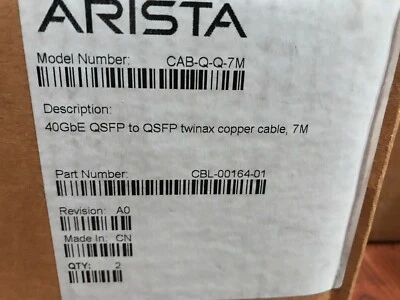 ARISTA
Model Number: CAB-Q-Q-7M
Description:
40GbE QSFP to QSFP twinax copper cable, 7M
Part Number: CBL-00164-01
Revision: A0
Made In: CN
QTY: 2